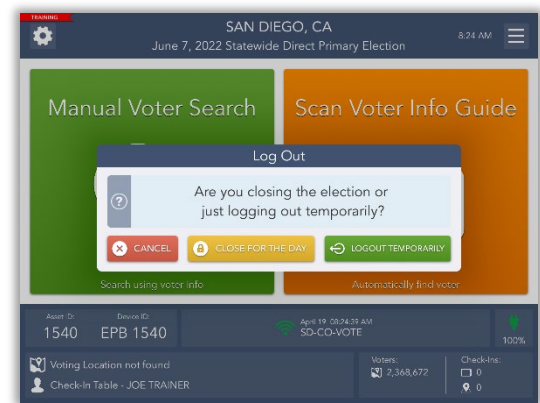 TRAINING
SAN DIEGO, CA
June 7, 2022 Statewide Direct Primary Election
8:24 AM
Manual Voter Search
Scan Voter Info Guide
Log Out
Are you closing the election or
just logging out temporarily?
CANCEL
CLOSE FOR THE DAY
LOGOUT TEMPORARILY
Search using voter info
Automatically find voter
Asset ID:
1540
Device ID:
EPB 1540
April 19 08:24:39 AM
SD-CO-VOTE
100%
Voting Location not found
Check-In Table - JOE TRAINER
Voters:
2,368,672
Check-Ins:
0
0